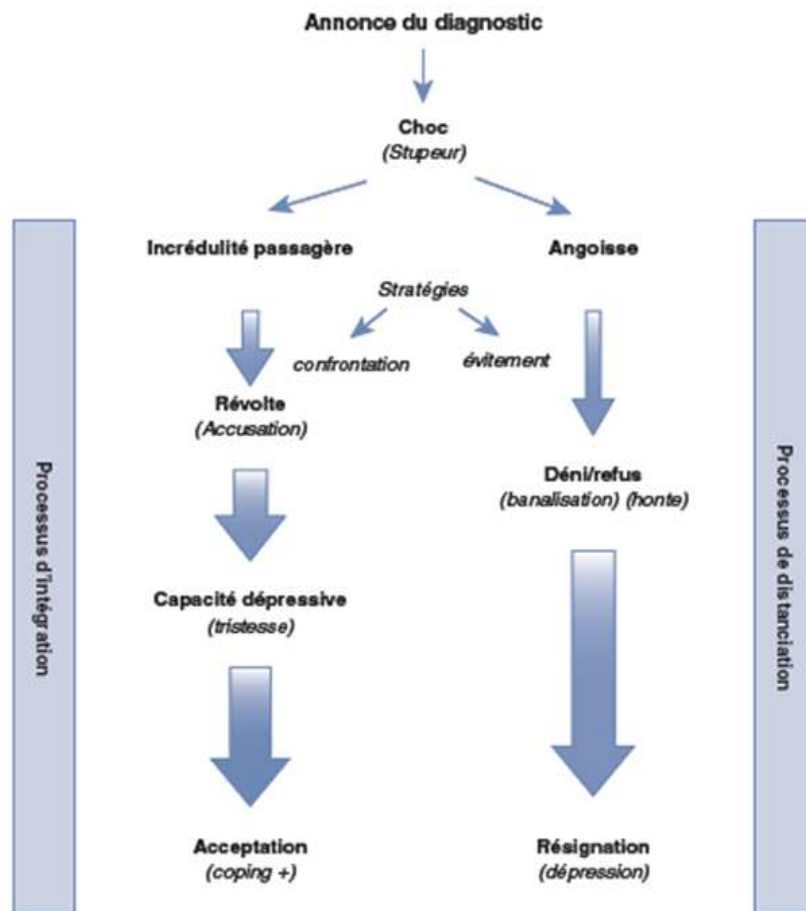 Annonce du diagnostic
Choc
(Stupeur)
Incrédulité passagère
Angoisse
Stratégies
confrontation
évitement
Révolte
(Accusation)
Déni/refus
(banalisation) (honte)
Capacité dépressive
(tristesse)
Acceptation
(coping +)
Résignation
(dépression)
Processus d'intégration
Processus de distanciation